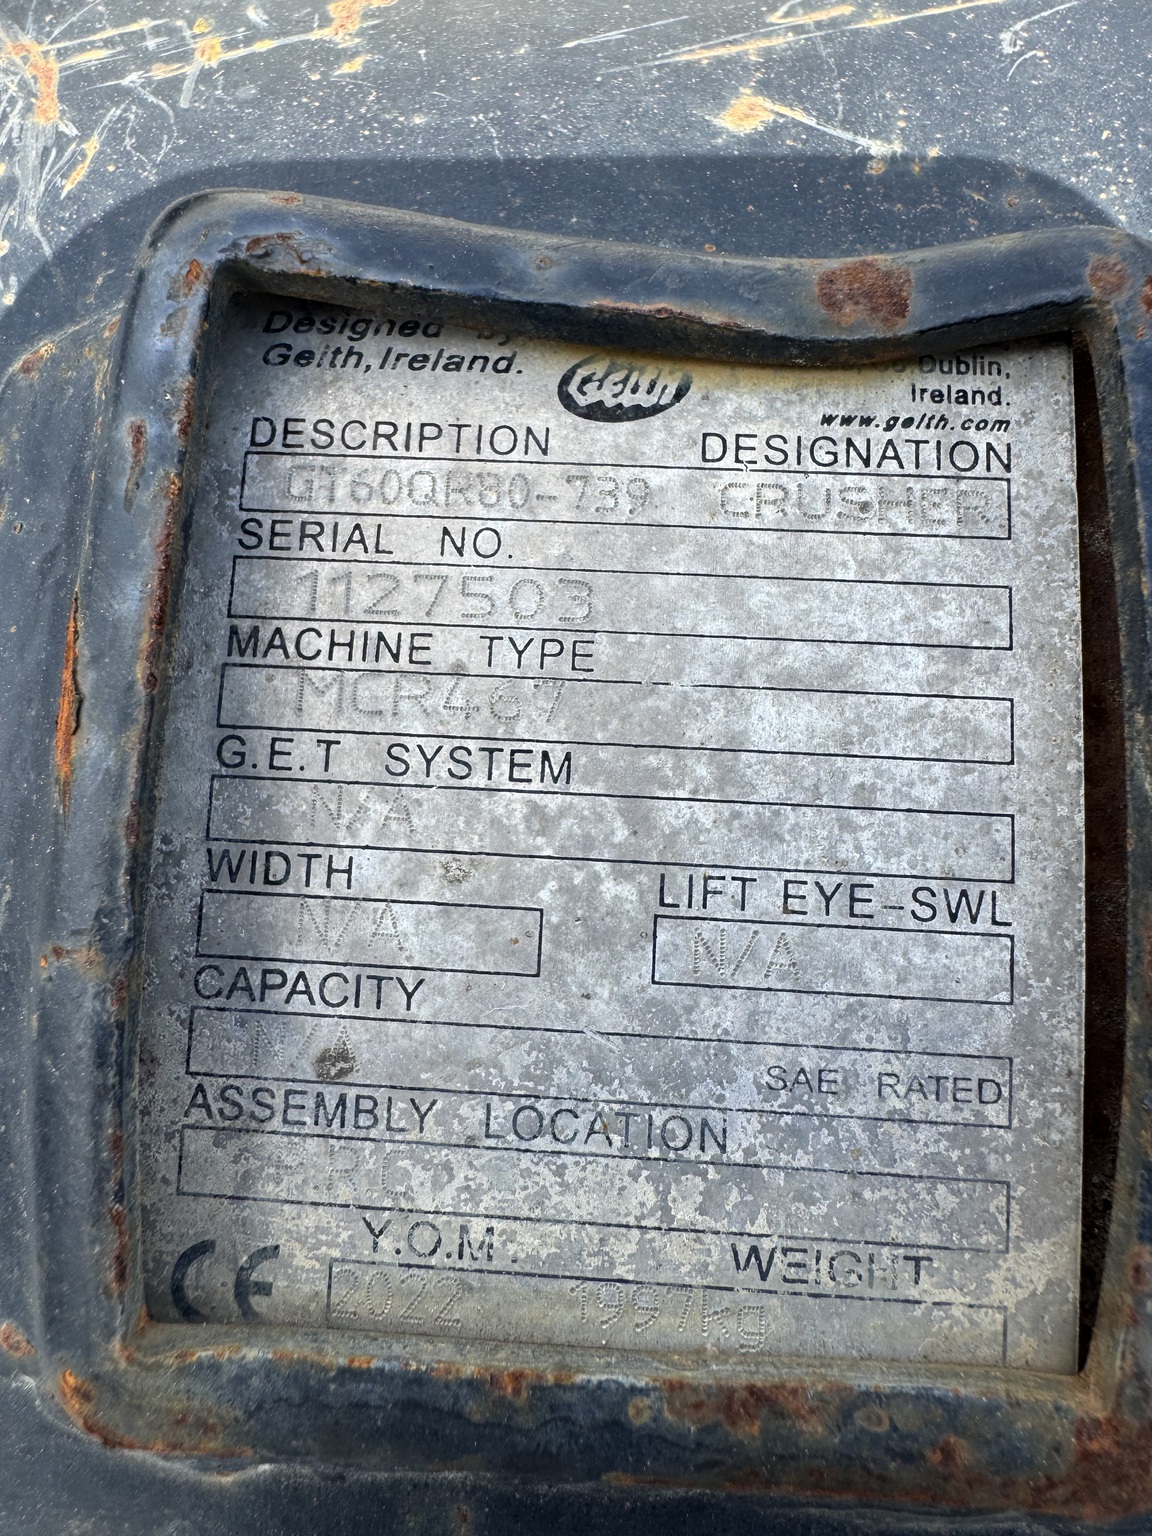 Designed by
Geith, Ireland.
Geith
Dublin,
Ireland.
www.geith.com
DESCRIPTION DESIGNATION
GT60QR80-739 CRUSHER
SERIAL NO.
1127503
MACHINE TYPE
MCR467
G.E.T SYSTEM
N/A
WIDTH LIFT EYE-SWL
N/A N/A
CAPACITY
N/A SAE RATED
ASSEMBLY LOCATION
Y.O.M. WEIGHT
CE 2022 1997kg